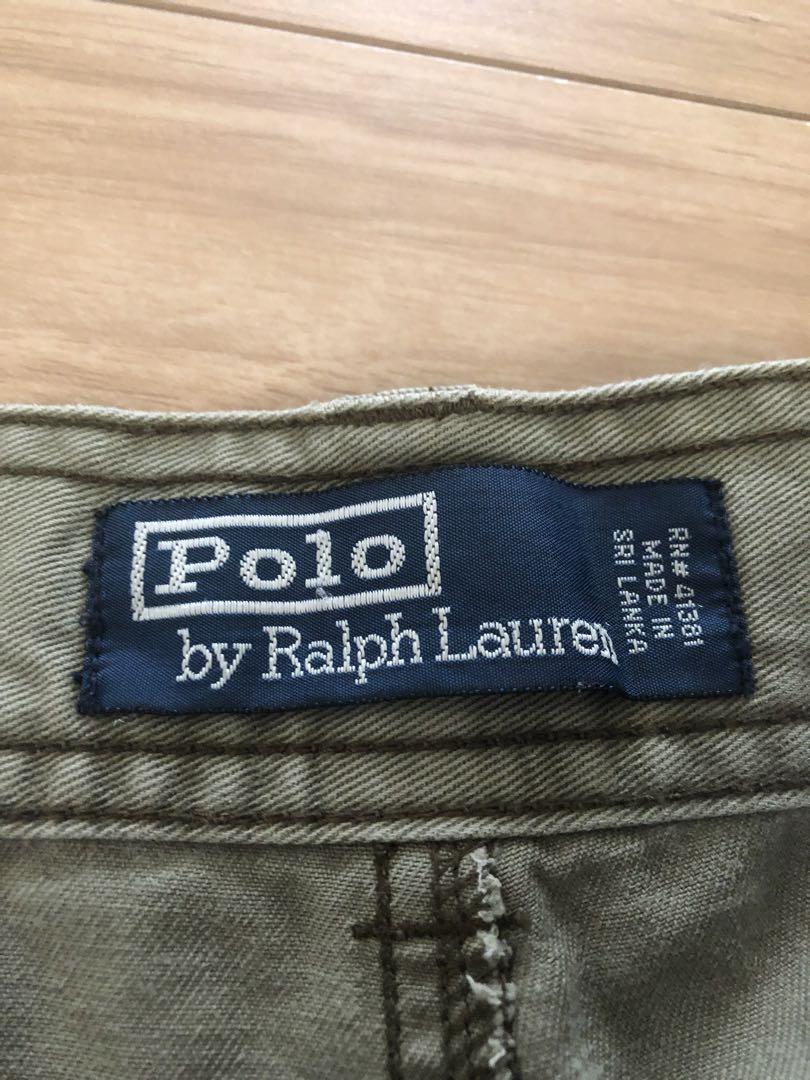 Polo
by Ralph Lauren
RN# 41381
MADE IN
SRI LANKA